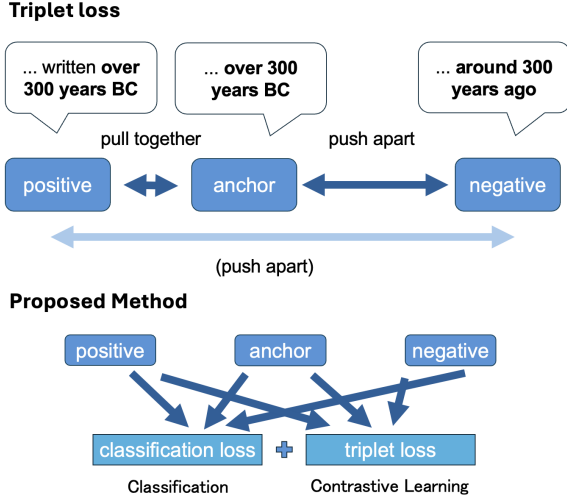 Triplet loss
... written over
300 years BC
... over 300
years BC
... around 300
years ago
pull together
push apart
positive
anchor
negative
(push apart)
Proposed Method
positive
anchor
negative
classification loss
+
triplet loss
Classification
Contrastive Learning